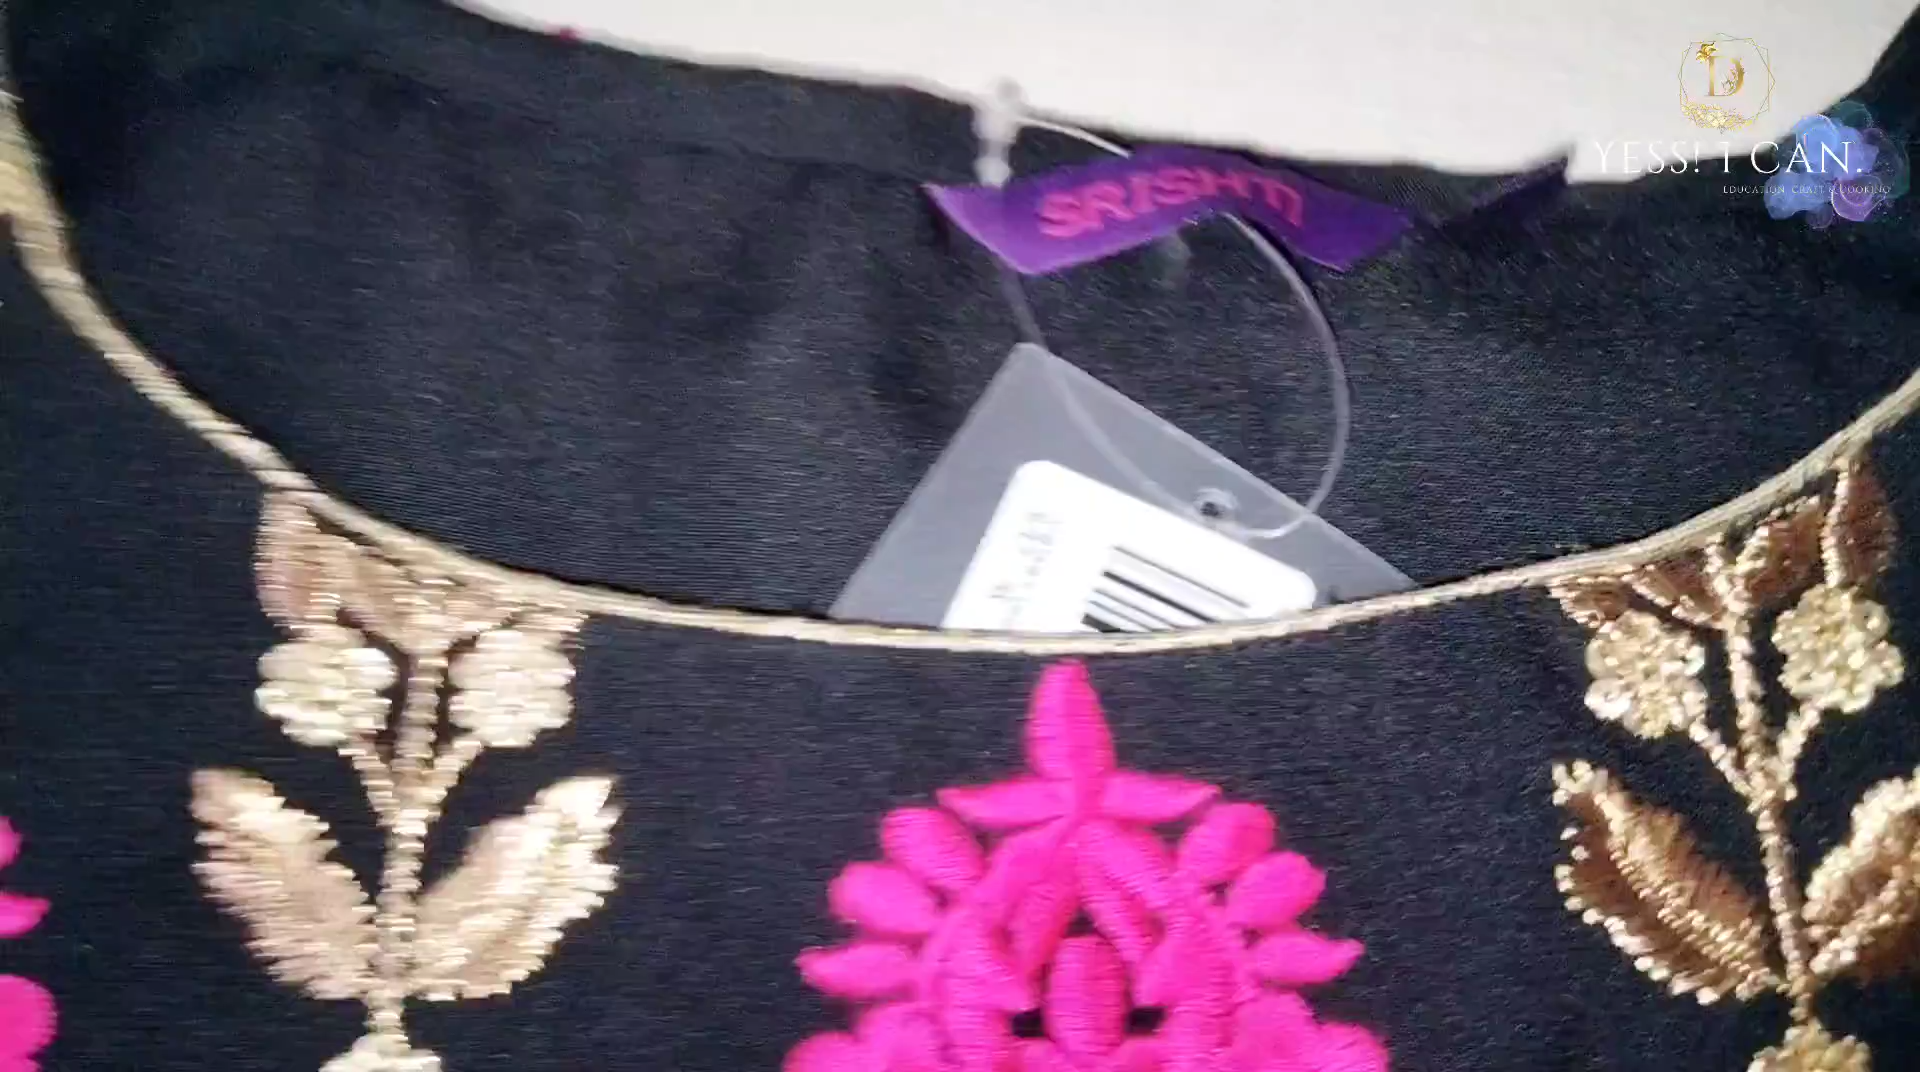 D
YESS! I CAN.
EDUCATION, CRAFT & COOKING
SRISHTI